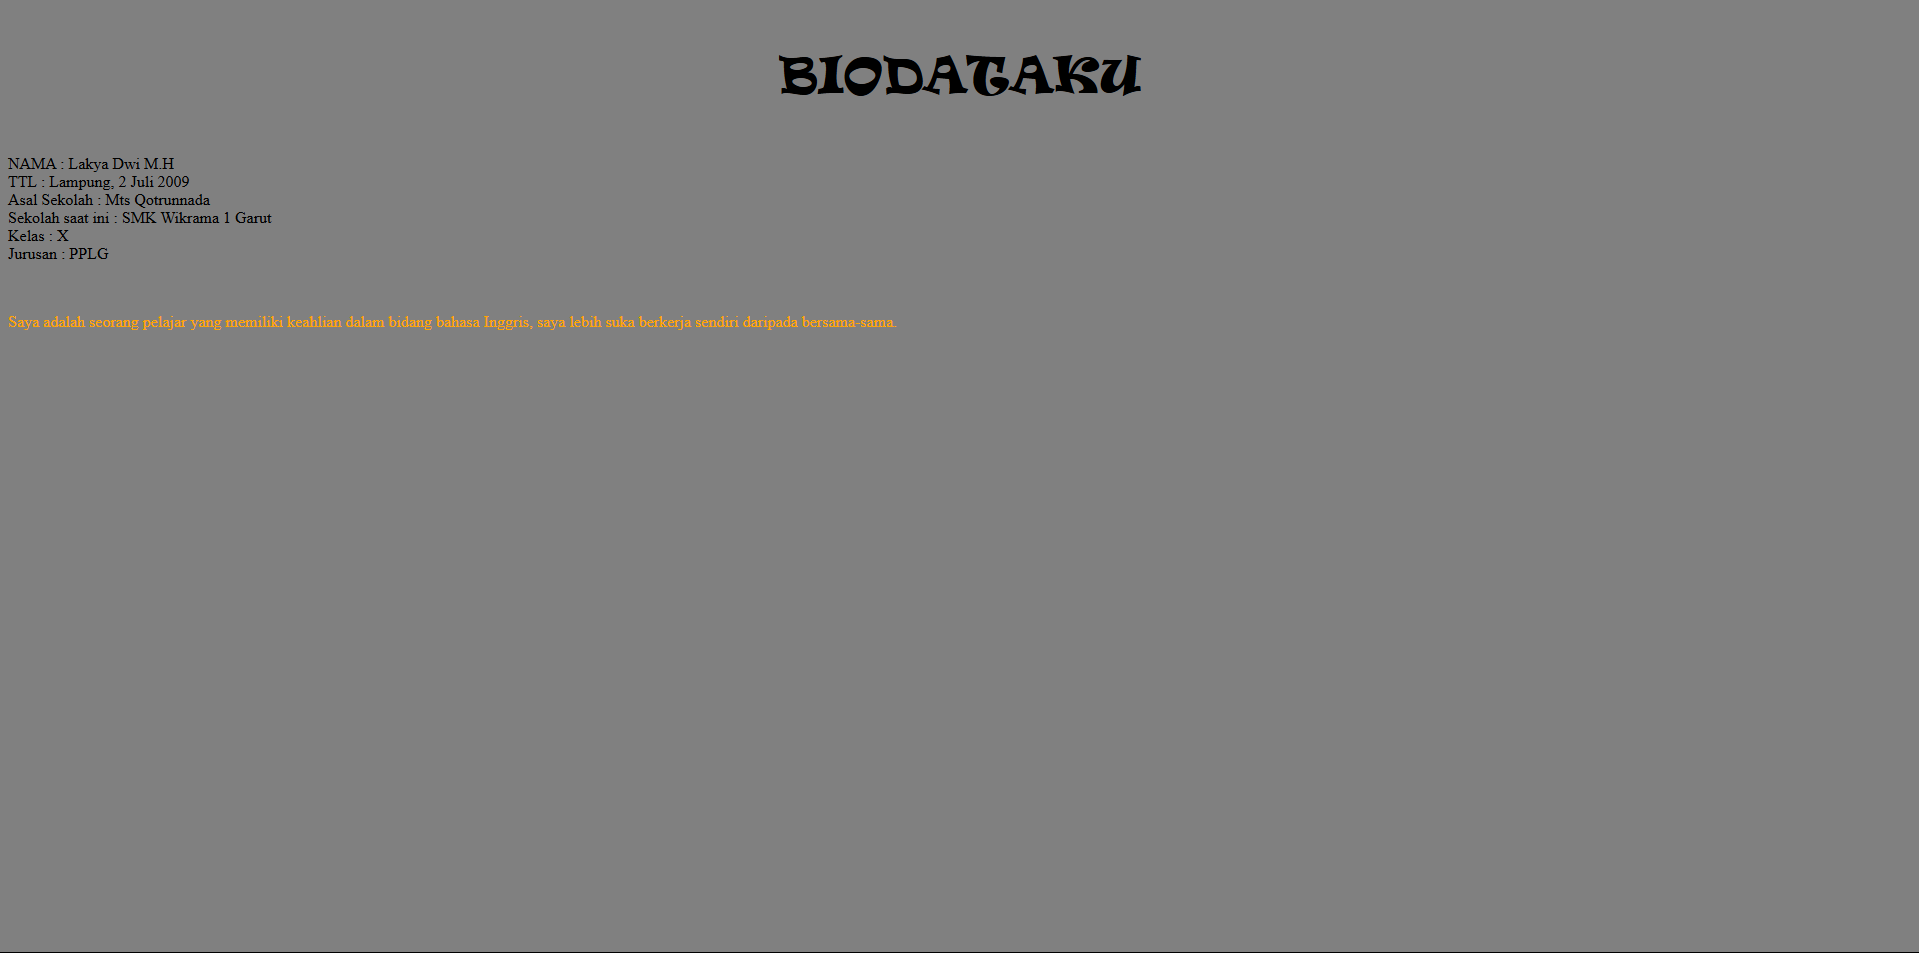 BIODATAKU
NAMA : Lakya Dwi M.H
TTL : Lampung, 2 Juli 2009
Asal Sekolah : Mts Qotrunnada
Sekolah saat ini : SMK Wikrama 1 Garut
Kelas : X
Jurusan : PPLG
Saya adalah seorang pelajar yang memiliki keahlian dalam bidang bahasa Inggris, saya lebih suka berkerja sendiri daripada bersama-sama.